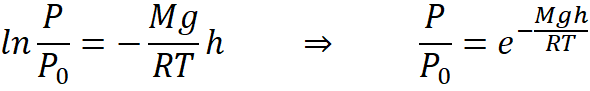 ln P/P₀ = − Mg/RT h ⇒ P/P₀ = e^(−Mgh/RT)